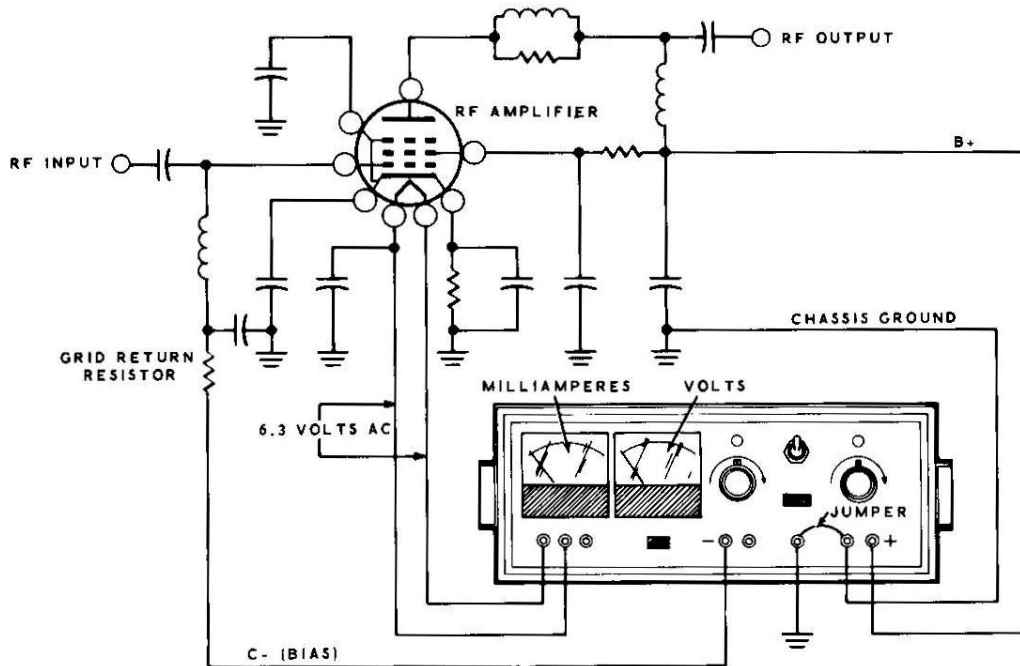 RF OUTPUT
RF AMPLIFIER
RF INPUT
B+
CHASSIS GROUND
GRID RETURN
RESISTOR
MILLIAMPERES
VOLTS
6.3 VOLTS AC
JUMPER
-
+
C- (BIAS)